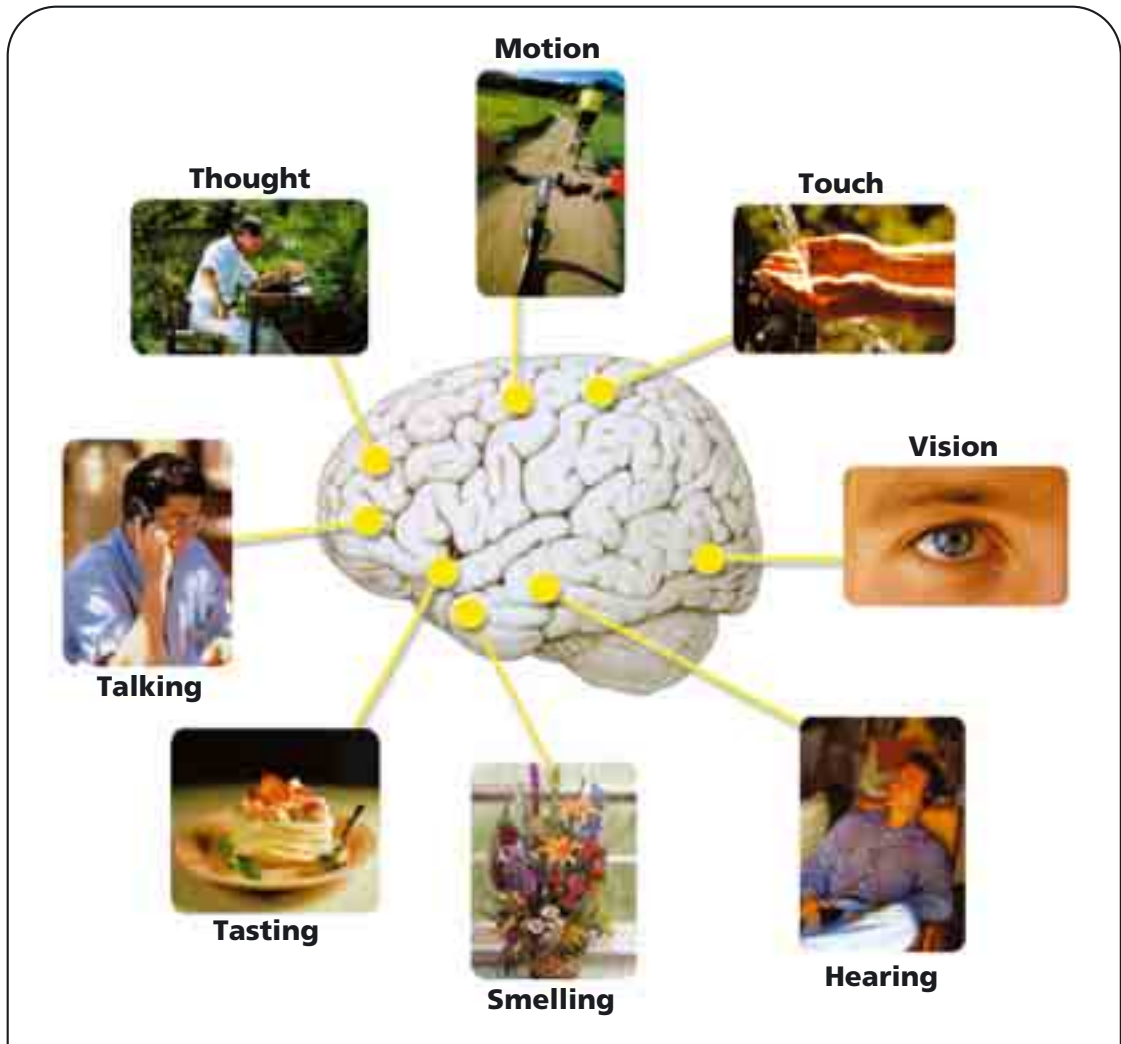 Motion
Thought
Touch
Vision
Talking
Tasting
Smelling
Hearing